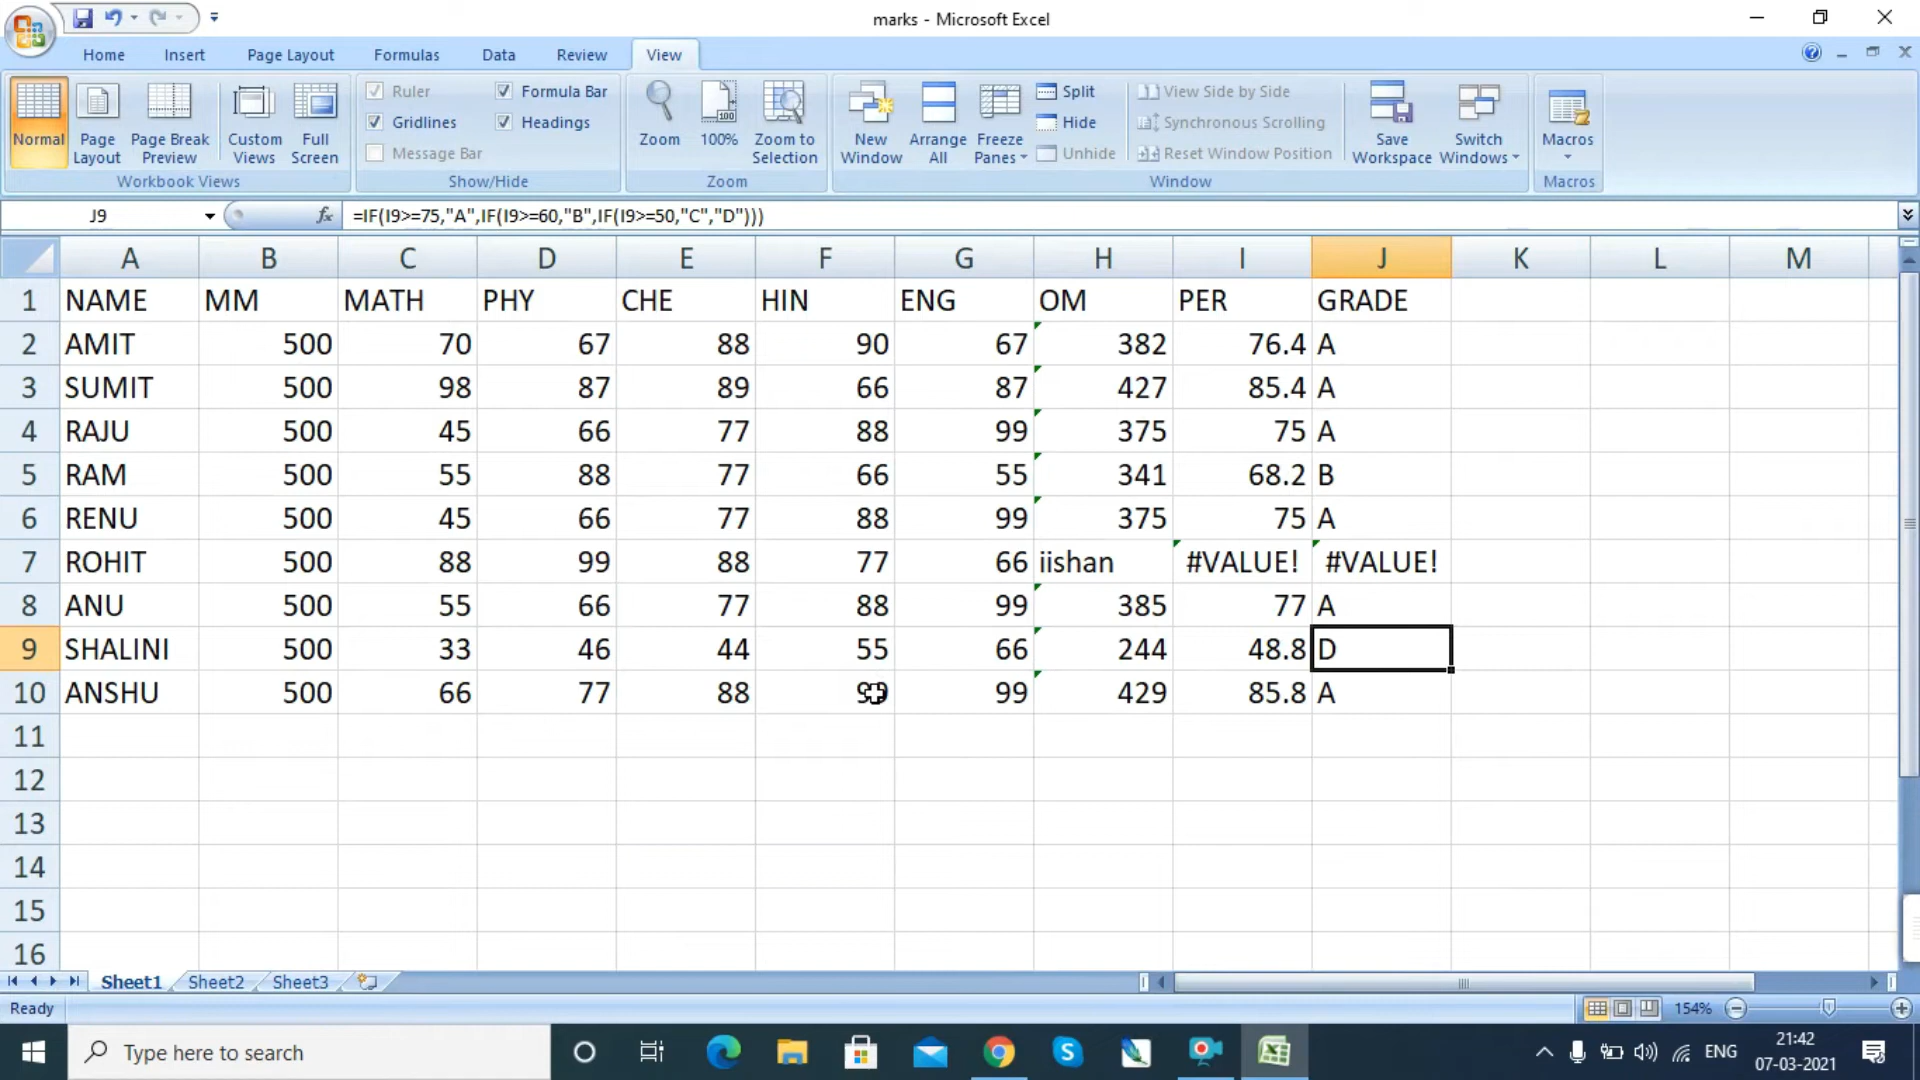 marks - Microsoft Excel
Home Insert Page Layout Formulas Data Review View
Ruler Formula Bar Split View Side by Side
Gridlines Headings Hide Synchronous Scrolling
Message Bar Unhide Reset Window Position
Normal Page Layout Page Break Preview Custom Views Full Screen Zoom 100% Zoom to Selection New Window Arrange All Freeze Panes Save Workspace Switch Windows Macros
Workbook Views Show/Hide Zoom Window Macros
J9 fx =IF(I9>=75,"A",IF(I9>=60,"B",IF(I9>=50,"C","D")))
A B C D E F G H I J K L M
1 NAME MM MATH PHY CHE HIN ENG OM PER GRADE
2 AMIT 500 70 67 88 90 67 382 76.4 A
3 SUMIT 500 98 87 89 66 87 427 85.4 A
4 RAJU 500 45 66 77 88 99 375 75 A
5 RAM 500 55 88 77 66 55 341 68.2 B
6 RENU 500 45 66 77 88 99 375 75 A
7 ROHIT 500 88 99 88 77 66 iishan #VALUE! #VALUE!
8 ANU 500 55 66 77 88 99 385 77 A
9 SHALINI 500 33 46 44 55 66 244 48.8 D
10 ANSHU 500 66 77 88 99 429 85.8 A
11
12
13
14
15
16
Sheet1 Sheet2 Sheet3
Ready 154%
Type here to search ENG 21:42
07-03-2021